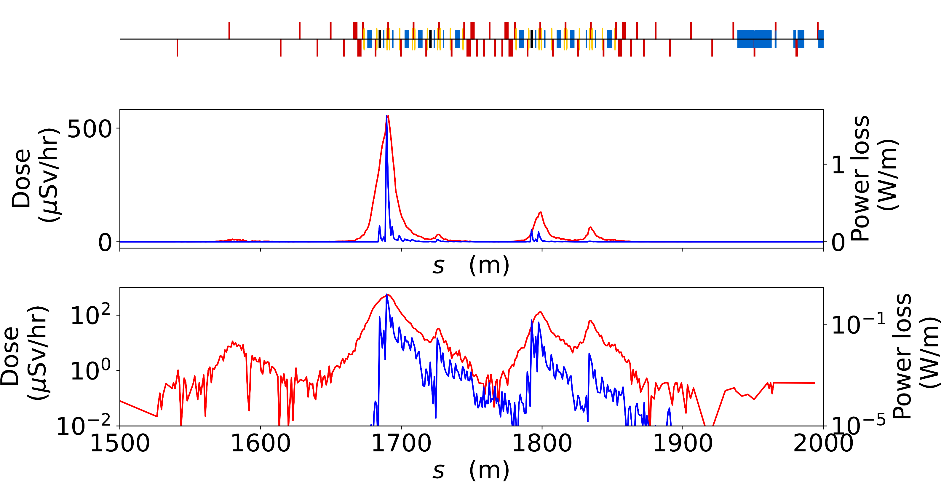 500
0
Dose
(μSv/hr)
1
0
Power loss
(W/m)
s (m)
10²
10⁰
10⁻²
Dose
(μSv/hr)
10⁻¹
10⁻⁵
Power loss
(W/m)
1500 1600 1700 1800 1900 2000
s (m)